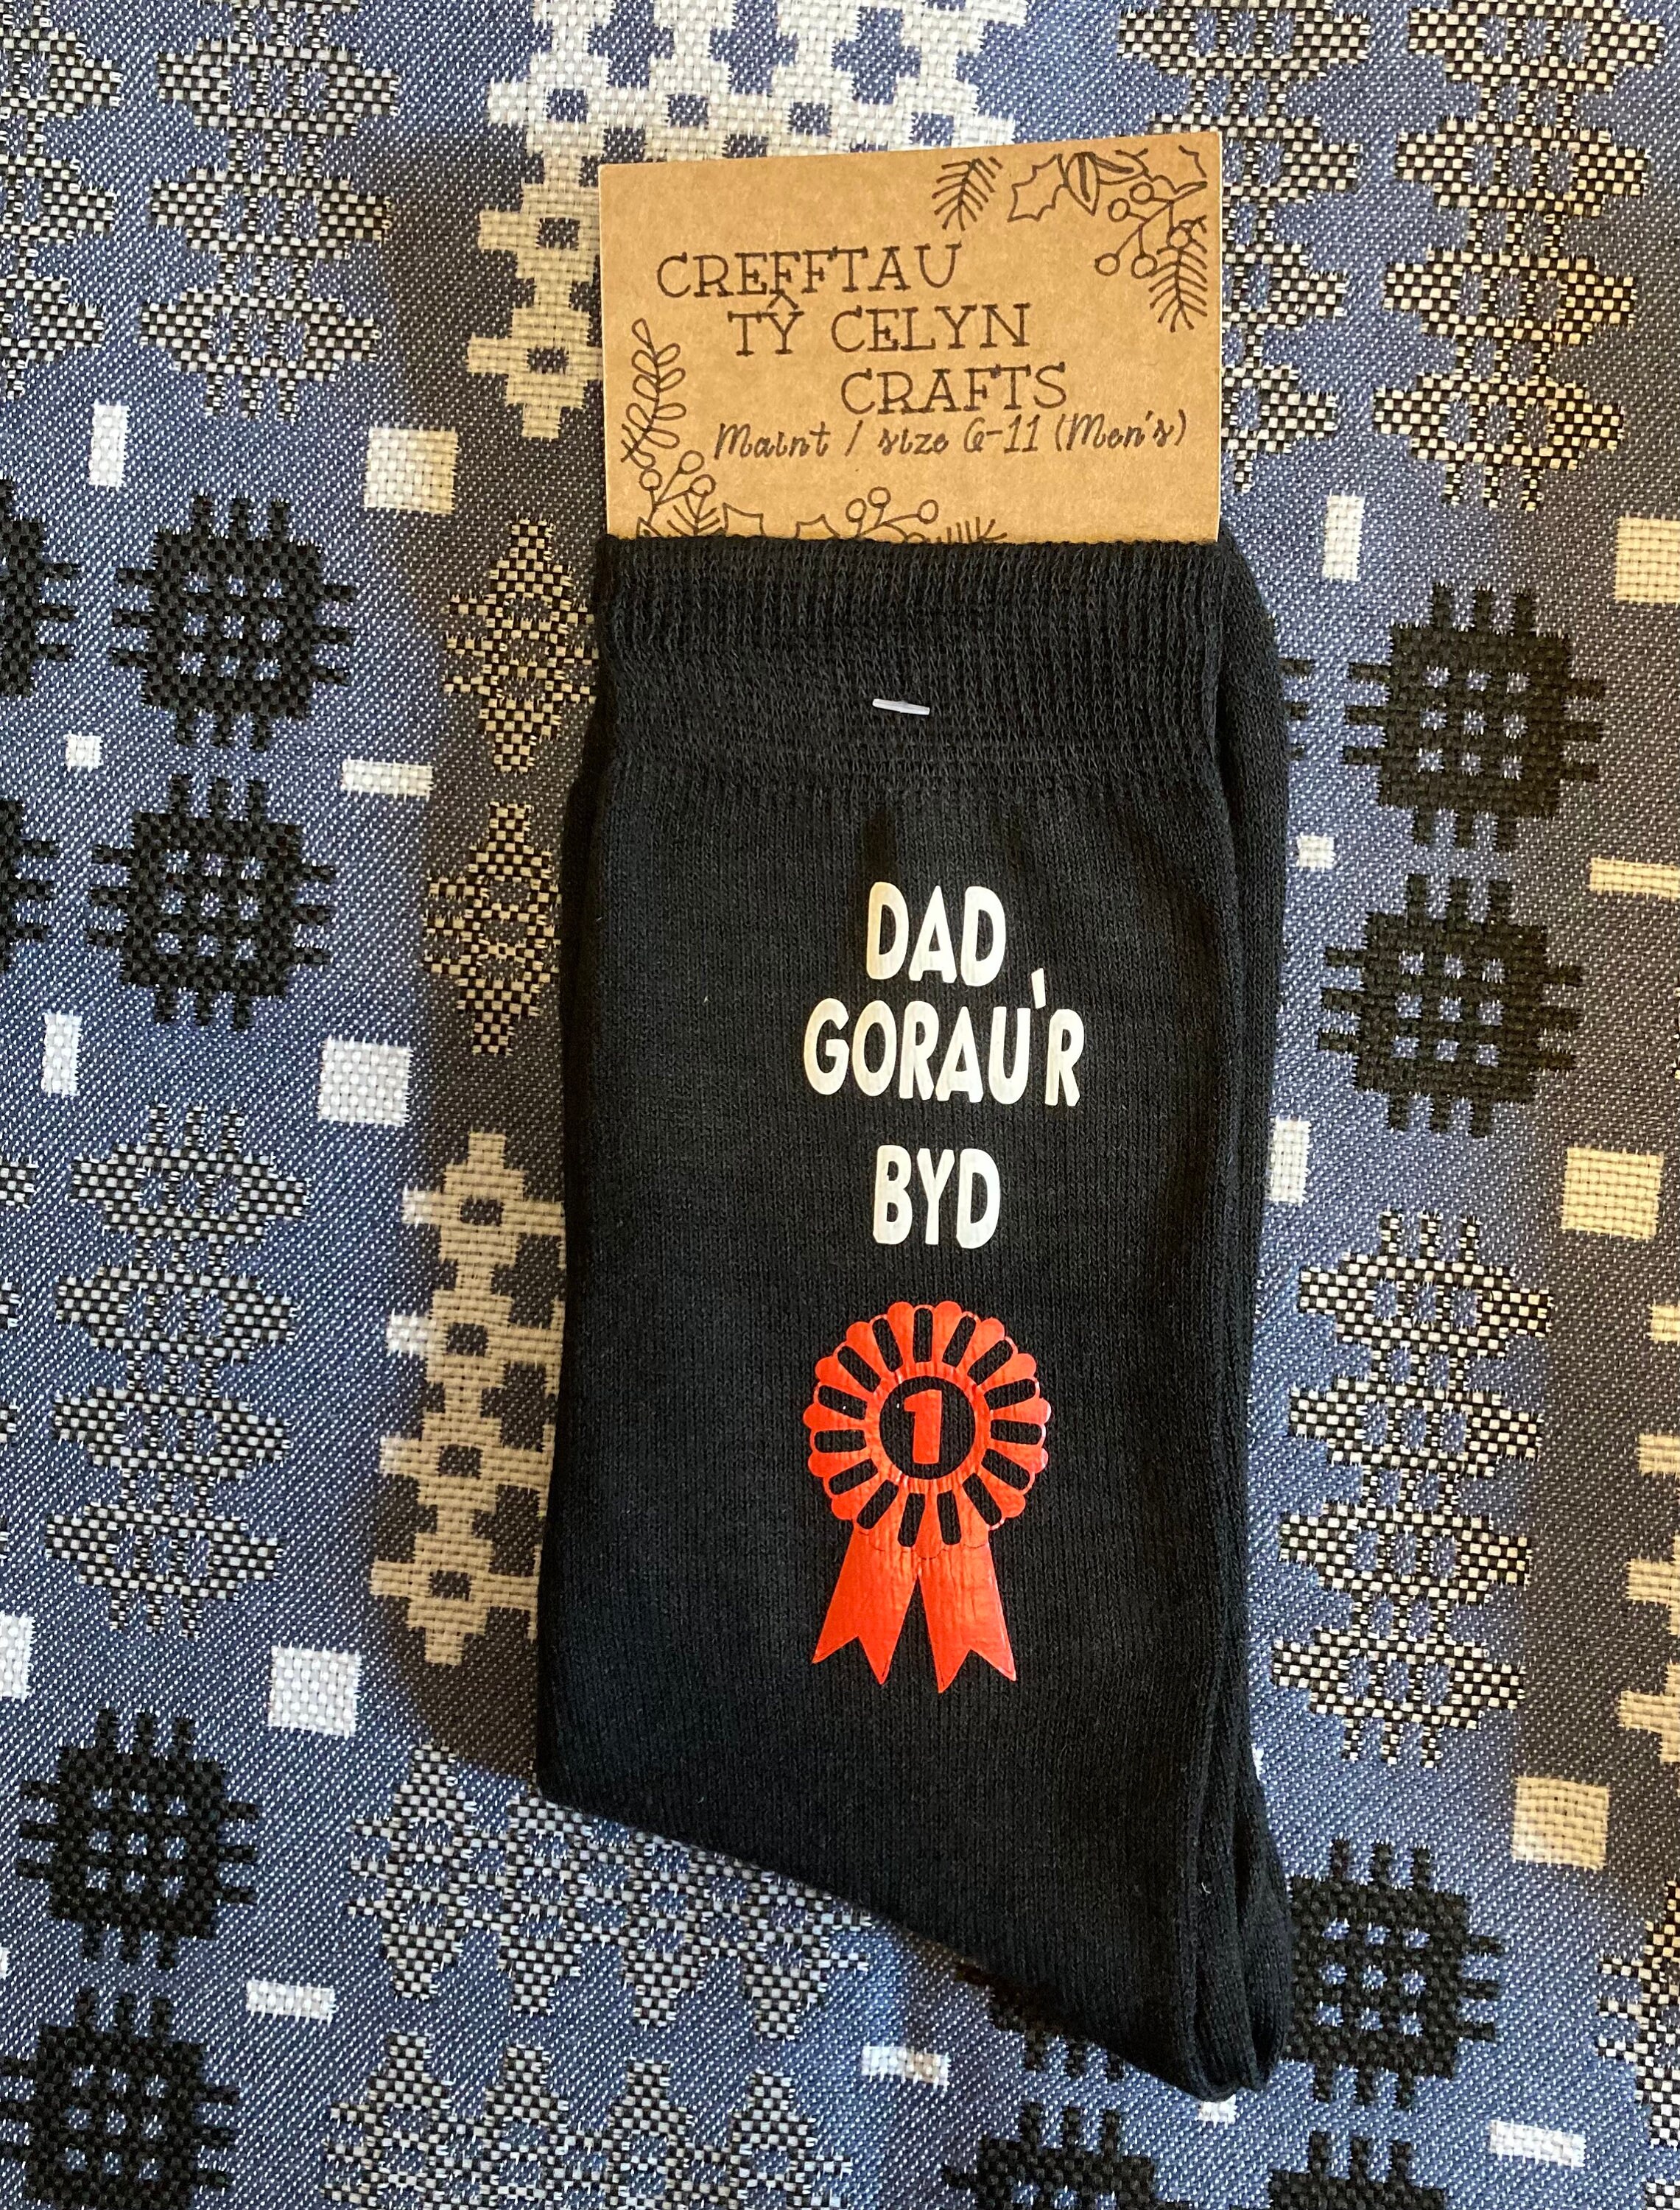 CREFFTAU
TŶ CELYN
CRAFTS
Maint / size 6-11 (Men's)
DAD
GORAU'R
BYD
1